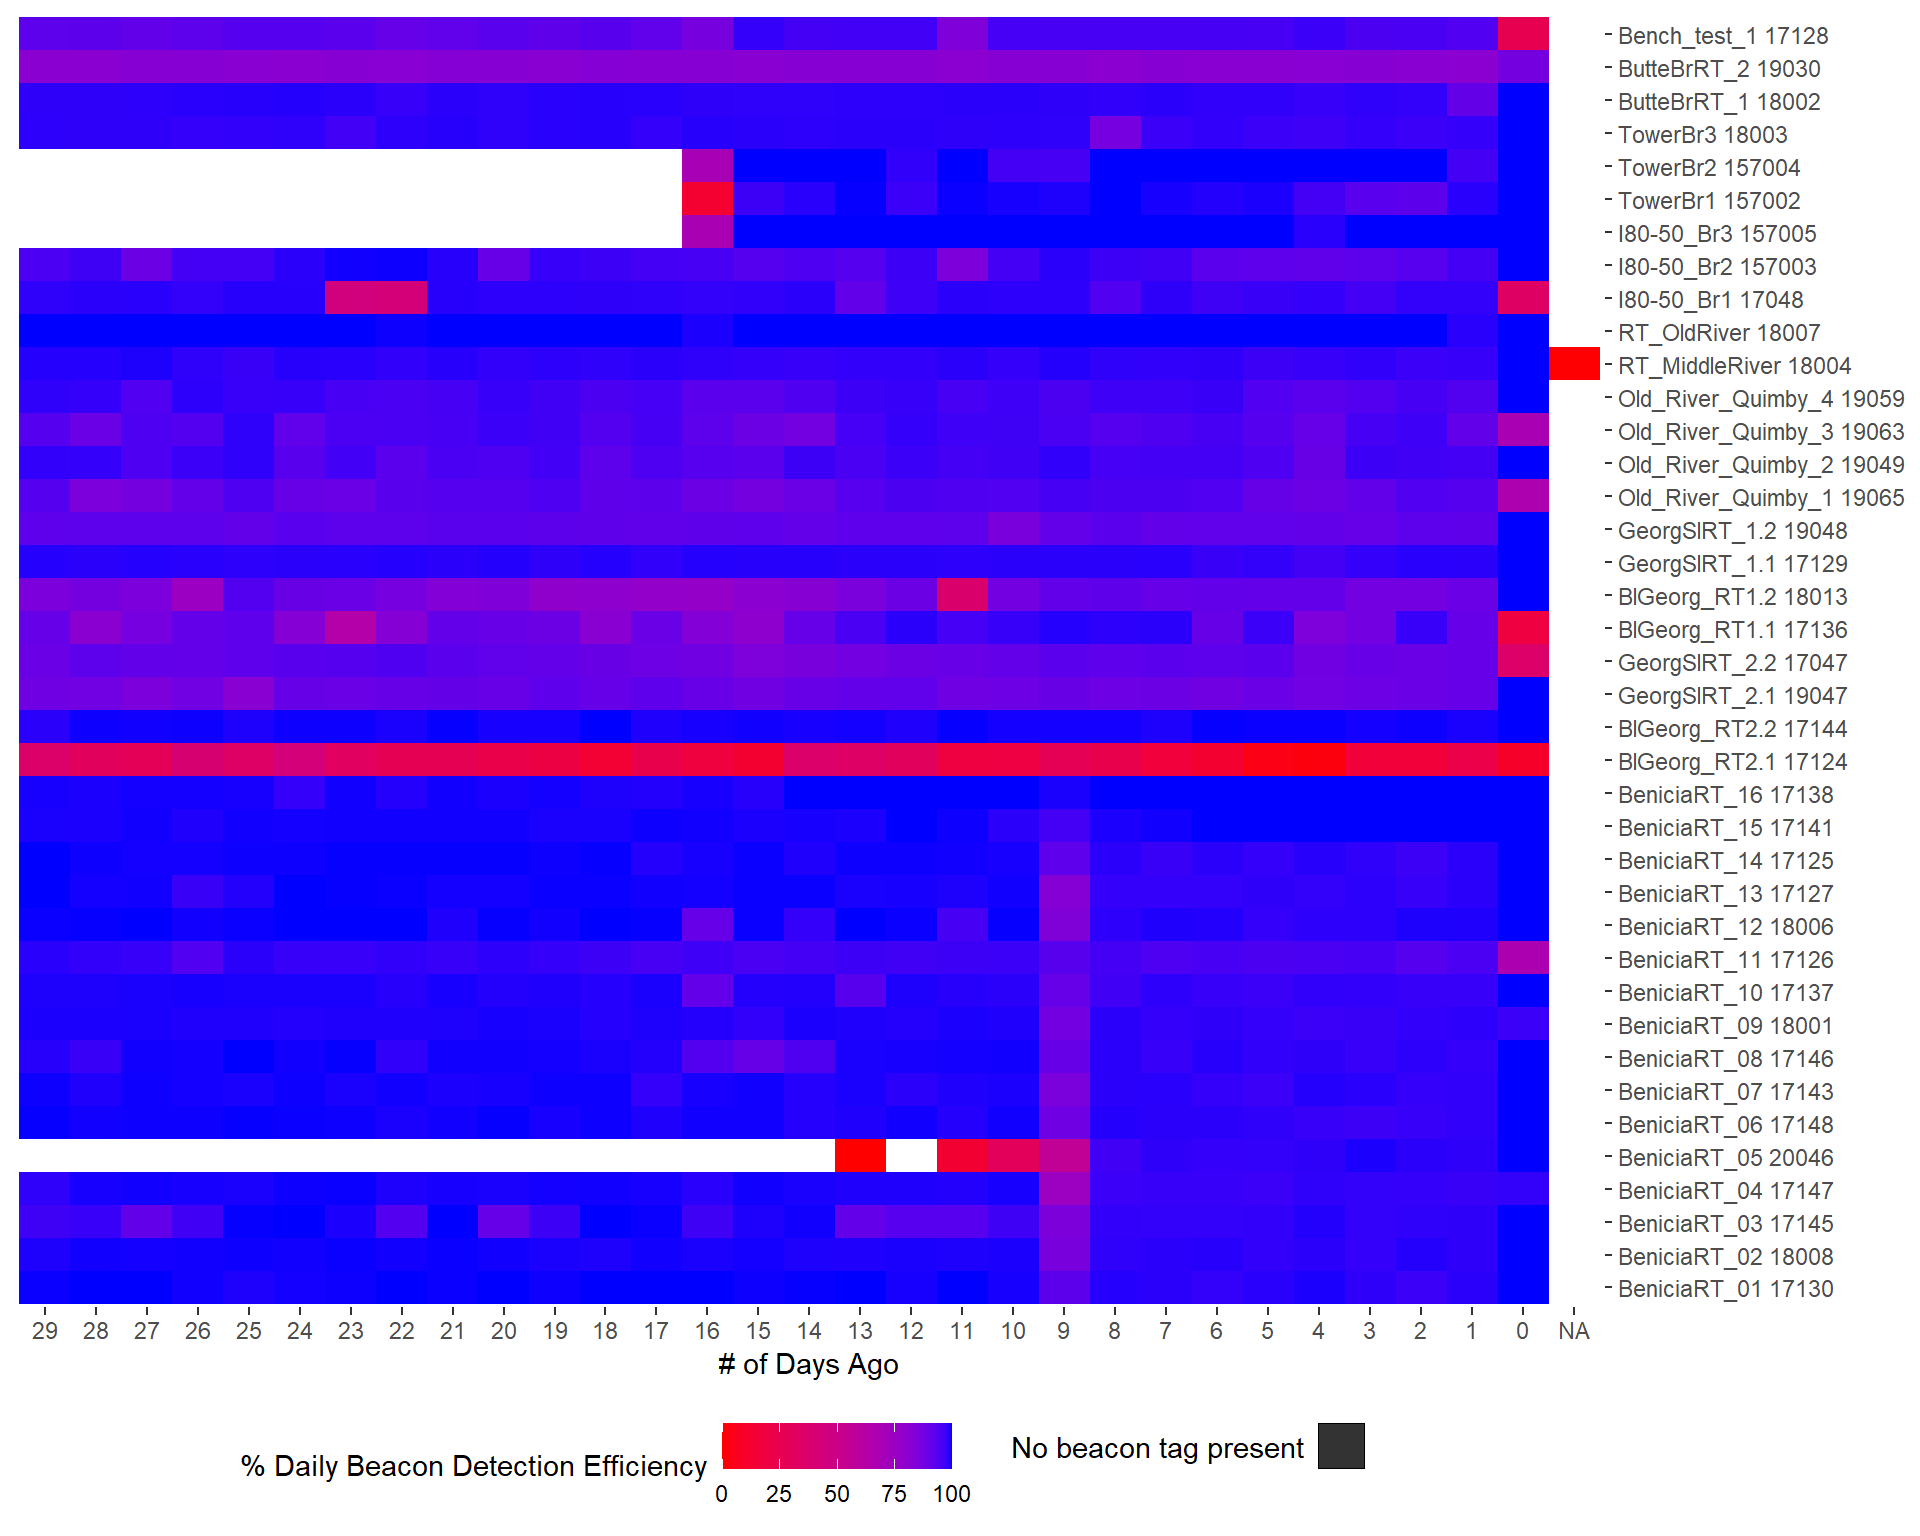 Bench_test_1 17128
ButteBrRT_2 19030
ButteBrRT_1 18002
TowerBr3 18003
TowerBr2 157004
TowerBr1 157002
I80-50_Br3 157005
I80-50_Br2 157003
I80-50_Br1 17048
RT_OldRiver 18007
RT_MiddleRiver 18004
Old_River_Quimby_4 19059
Old_River_Quimby_3 19063
Old_River_Quimby_2 19049
Old_River_Quimby_1 19065
GeorgSlRT_1.2 19048
GeorgSlRT_1.1 17129
BlGeorg_RT1.2 18013
BlGeorg_RT1.1 17136
GeorgSlRT_2.2 17047
GeorgSlRT_2.1 19047
BlGeorg_RT2.2 17144
BlGeorg_RT2.1 17124
BeniciaRT_16 17138
BeniciaRT_15 17141
BeniciaRT_14 17125
BeniciaRT_13 17127
BeniciaRT_12 18006
BeniciaRT_11 17126
BeniciaRT_10 17137
BeniciaRT_09 18001
BeniciaRT_08 17146
BeniciaRT_07 17143
BeniciaRT_06 17148
BeniciaRT_05 20046
BeniciaRT_04 17147
BeniciaRT_03 17145
BeniciaRT_02 18008
BeniciaRT_01 17130
29 28 27 26 25 24 23 22 21 20 19 18 17 16 15 14 13 12 11 10 9 8 7 6 5 4 3 2 1 0 NA
# of Days Ago
% Daily Beacon Detection Efficiency
0 25 50 75 100
No beacon tag present